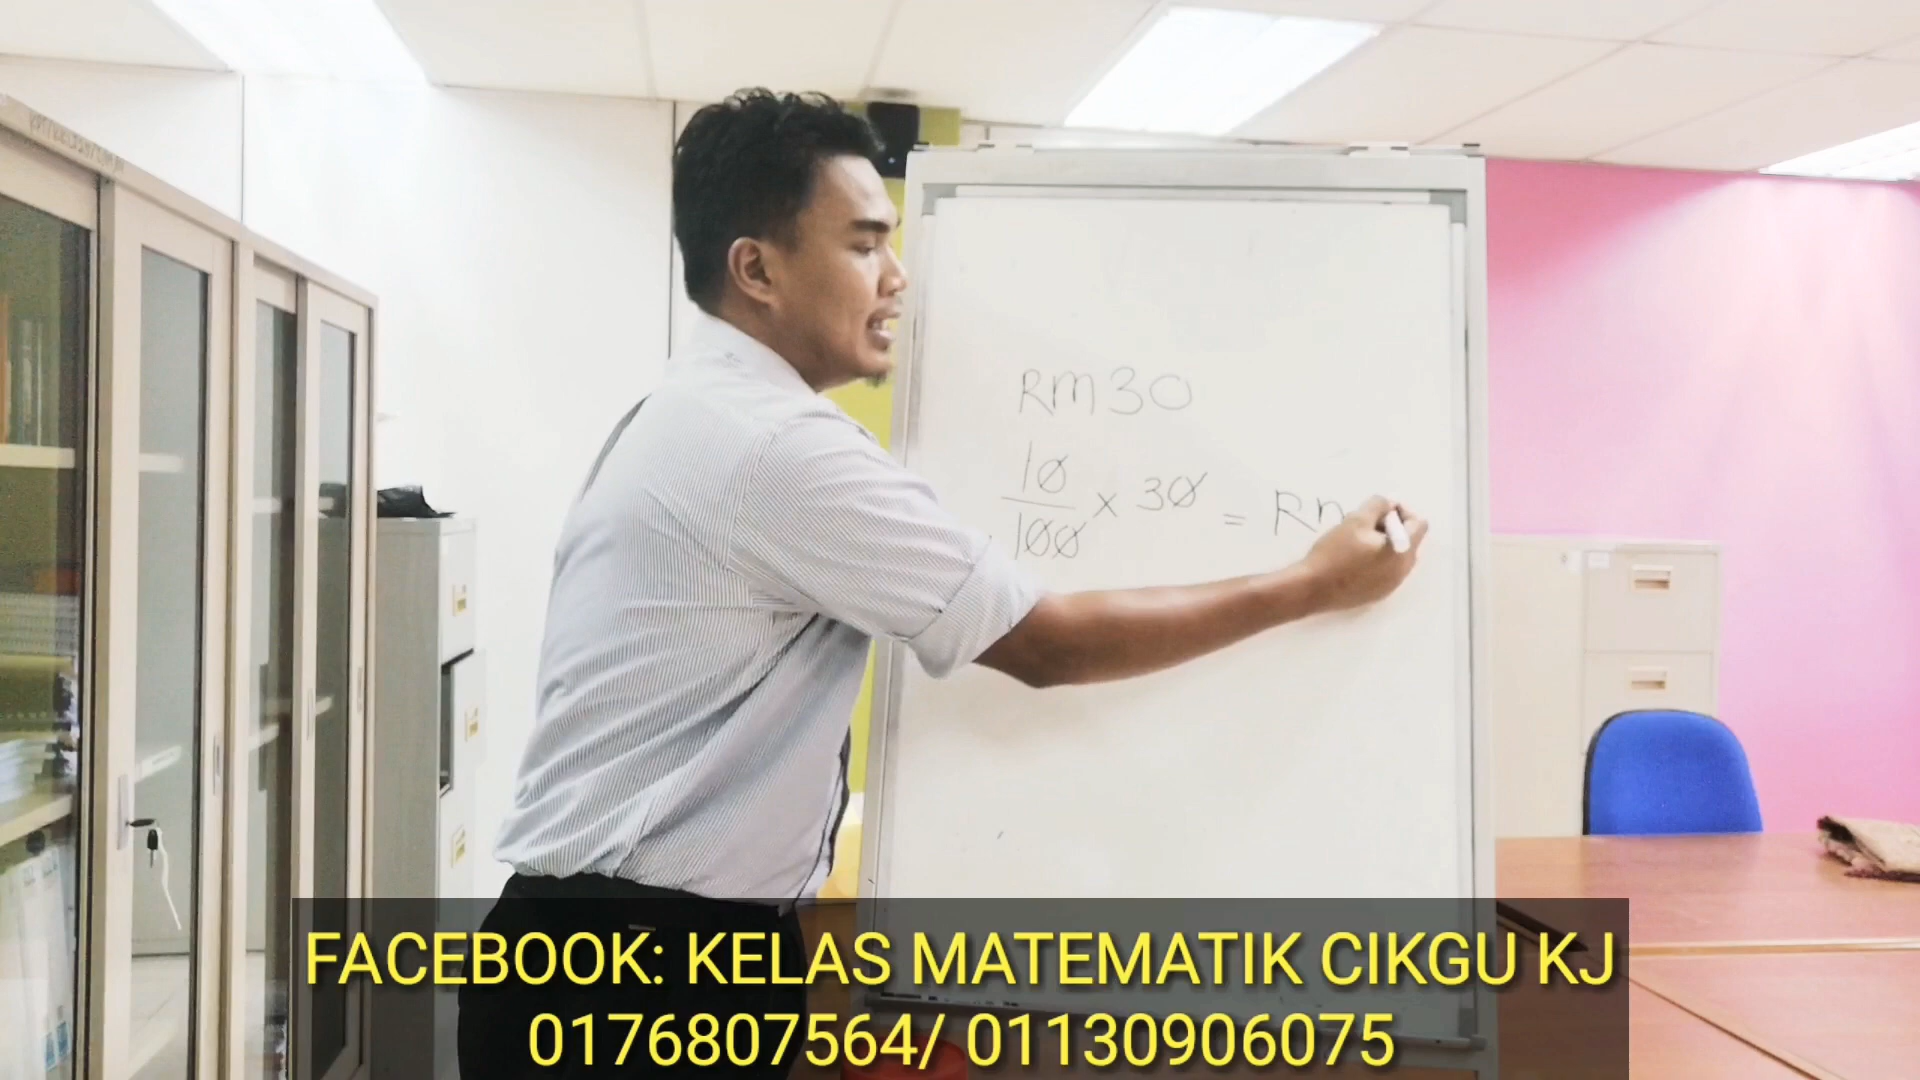 RM30
10
100 x 30 = RM
FACEBOOK: KELAS MATEMATIK CIKGU KJ
0176807564/ 01130906075